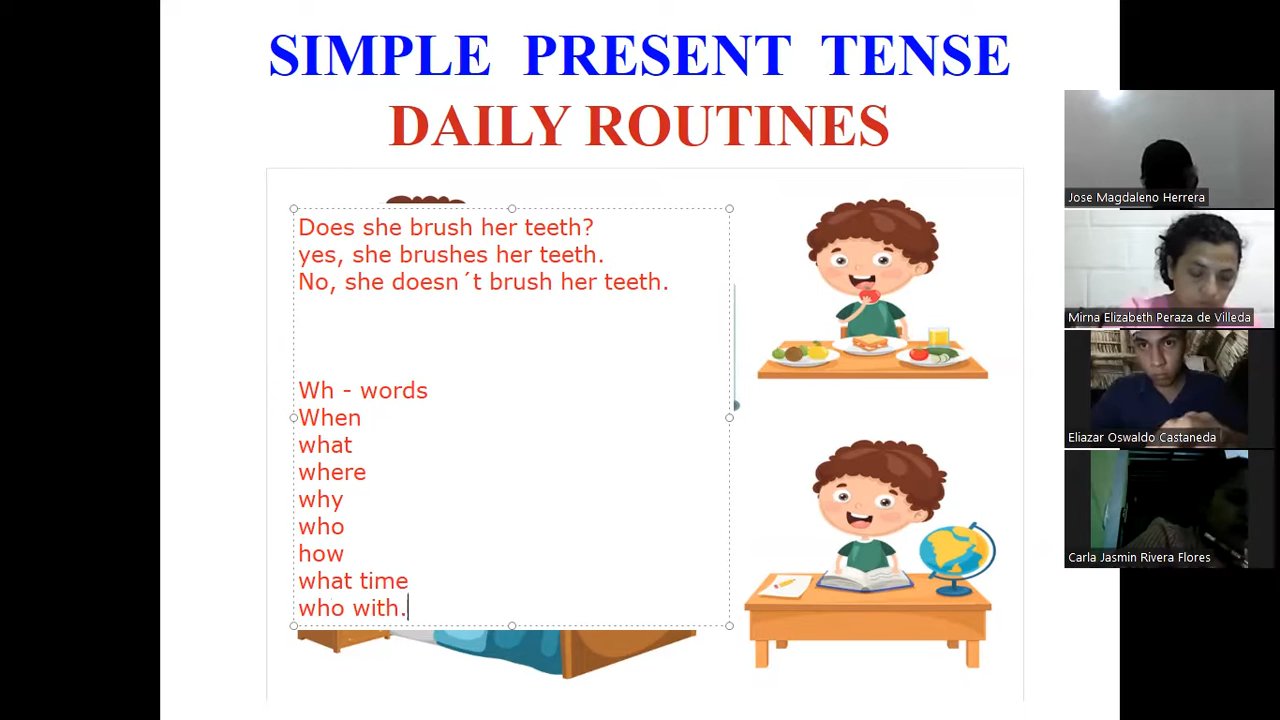 SIMPLE PRESENT TENSE
DAILY ROUTINES
Does she brush her teeth?
yes, she brushes her teeth.
No, she doesn´t brush her teeth.
Wh - words
When
what
where
why
who
how
what time
who with.
Jose Magdaleno Herrera
Mirna Elizabeth Peraza de Villeda
Eliazar Oswaldo Castaneda
Carla Jasmin Rivera Flores